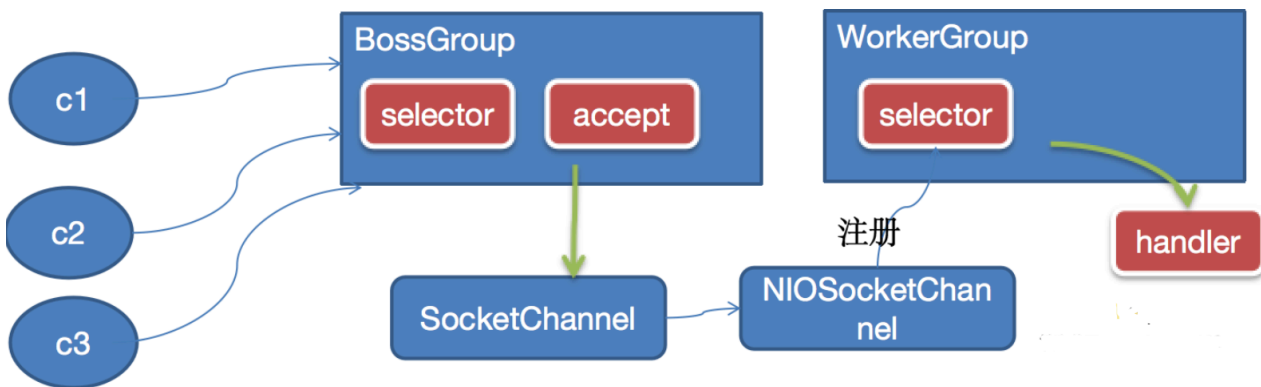 BossGroup
WorkerGroup
c1
selector
accept
selector
c2
注册
handler
SocketChannel
NIOSocketChan
nel
c3